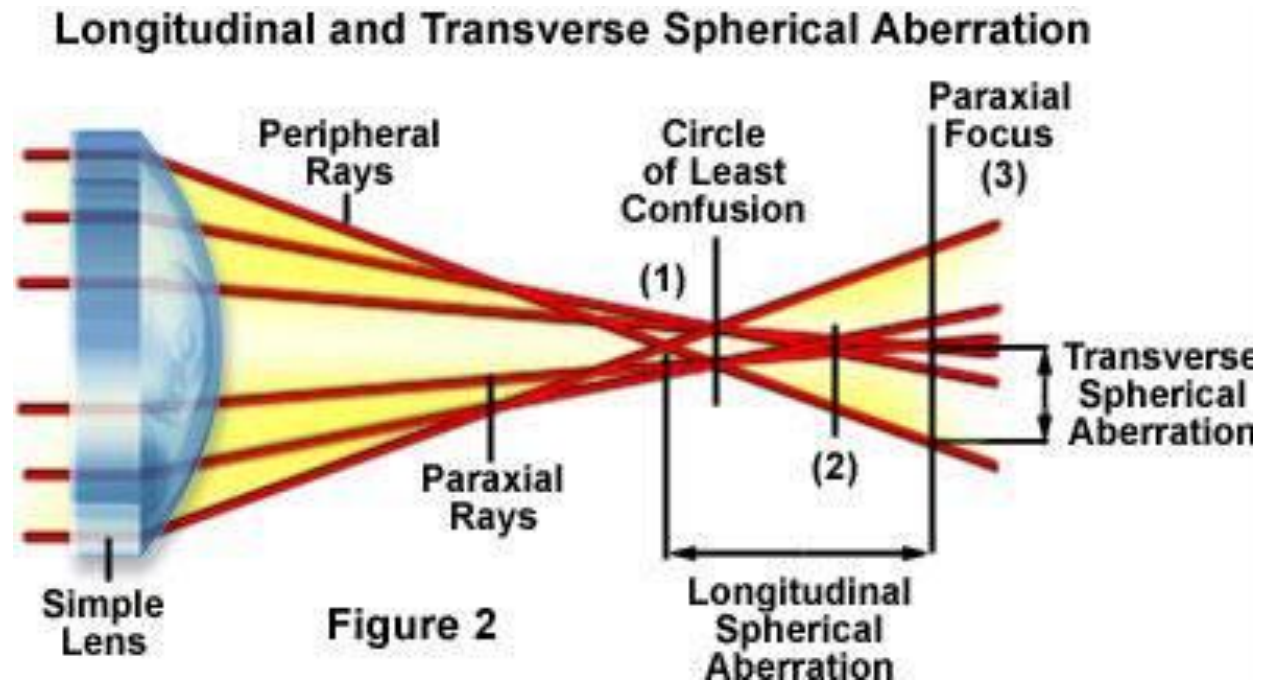 Longitudinal and Transverse Spherical Aberration
Peripheral
Rays
Circle
of Least
Confusion
Paraxial
Focus
(3)
(1)
Transverse
Spherical
Aberration
(2)
Paraxial
Rays
Simple
Lens
Figure 2
Longitudinal
Spherical
Aberration